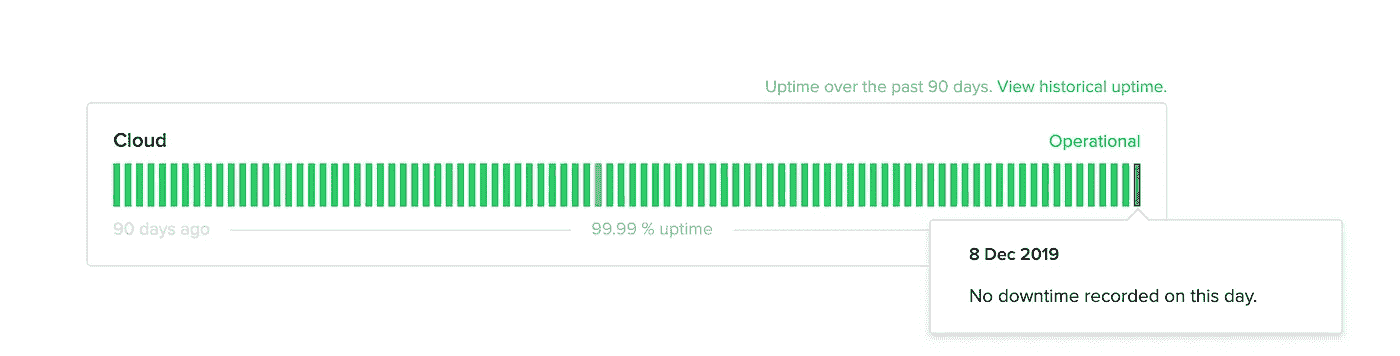 Uptime over the past 90 days. View historical uptime.
Cloud
Operational
90 days ago
99.99 % uptime
8 Dec 2019
No downtime recorded on this day.